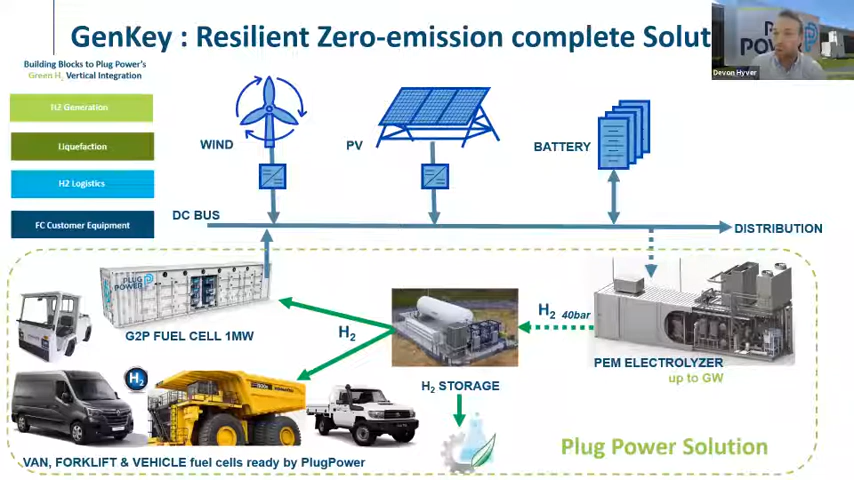 GenKey : Resilient Zero-emission complete Solut
Building Blocks to Plug Power's
Green H2 Vertical Integration
H2 Generation
Liquefaction
H2 Logistics
FC Customer Equipment
PLUG
POWER
Devon Hyver
WIND
PV
BATTERY
DC BUS
DISTRIBUTION
PLUG
POWER
G2P FUEL CELL 1MW
H2
H2 40bar
H2 STORAGE
PEM ELECTROLYZER
up to GW
H2
Plug Power Solution
VAN, FORKLIFT & VEHICLE fuel cells ready by PlugPower